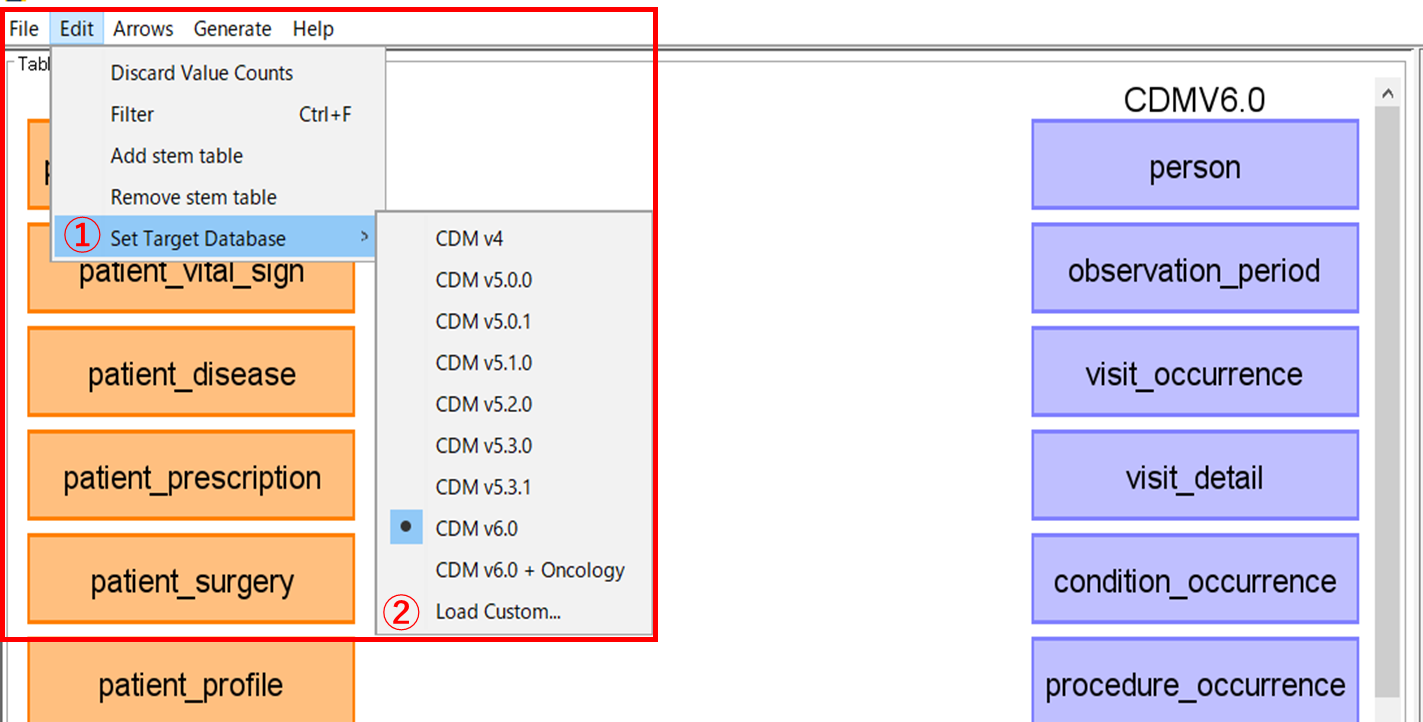 File Edit Arrows Generate Help
Discard Value Counts
Filter Ctrl+F
Add stem table
Remove stem table
① Set Target Database >
CDM v4
CDM v5.0.0
CDM v5.0.1
CDM v5.1.0
CDM v5.2.0
CDM v5.3.0
CDM v5.3.1
CDM v6.0
CDM v6.0 + Oncology
② Load Custom...
patient_vital_sign
patient_disease
patient_prescription
patient_surgery
patient_profile
CDMV6.0
person
observation_period
visit_occurrence
visit_detail
condition_occurrence
procedure_occurrence